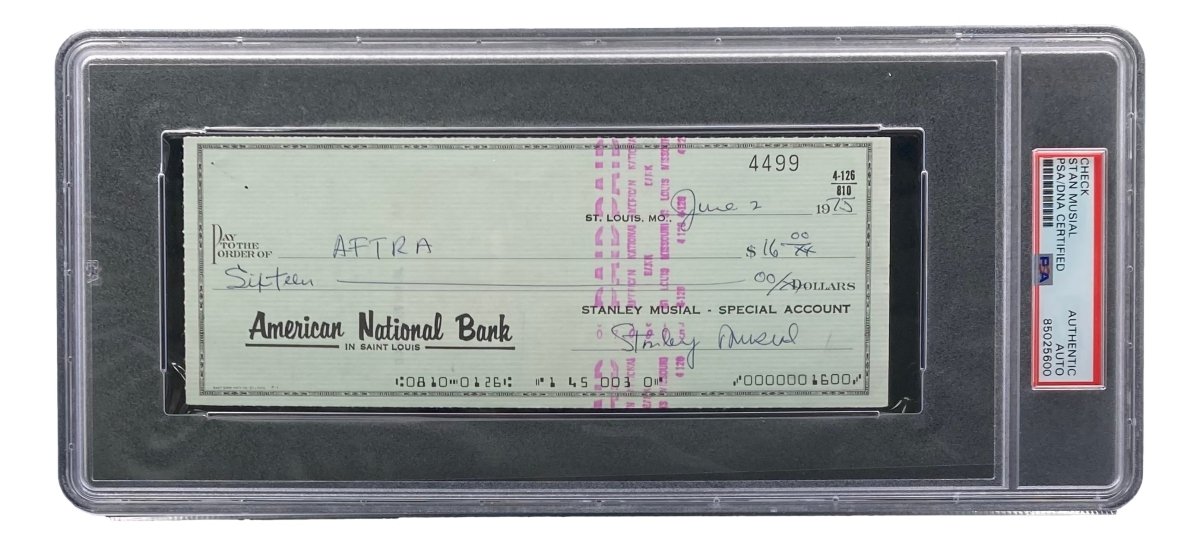 4499
4-126
810
ST. LOUIS, MO., June 2 1975
PAY
TO THE
ORDER OF AFTRA $ 16 00/xx
Sixteen 00/x DOLLARS
STANLEY MUSIAL - SPECIAL ACCOUNT
American National Bank
IN SAINT LOUIS
Stanley Musial
⑆0810⑉0126⑆ ⑈1 45 003 0⑈ ⑇0000001600⑇
PAID
CHECK
STAN MUSIAL
PSA/DNA CERTIFIED
PSA
AUTHENTIC
AUTO
85025600